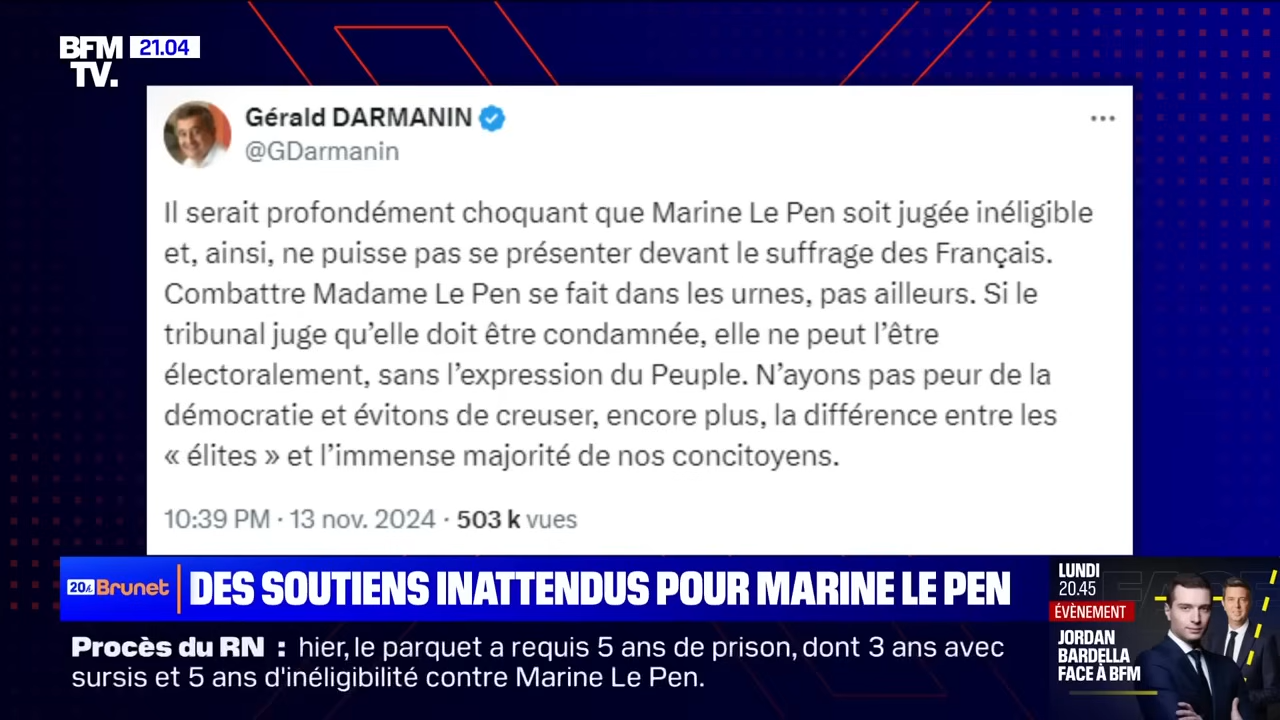 BFM
TV.
21.04
Gérald DARMANIN
@GDarmanin
Il serait profondément choquant que Marine Le Pen soit jugée inéligible
et, ainsi, ne puisse pas se présenter devant le suffrage des Français.
Combattre Madame Le Pen se fait dans les urnes, pas ailleurs. Si le
tribunal juge qu’elle doit être condamnée, elle ne peut l’être
électoralement, sans l’expression du Peuple. N’ayons pas peur de la
démocratie et évitons de creuser, encore plus, la différence entre les
« élites » et l’immense majorité de nos concitoyens.
10:39 PM · 13 nov. 2024 · 503 k vues
Brunet
DES SOUTIENS INATTENDUS POUR MARINE LE PEN
Procès du RN : hier, le parquet a requis 5 ans de prison, dont 3 ans avec
sursis et 5 ans d'inéligibilité contre Marine Le Pen.
LUNDI
20.45
ÉVÈNEMENT
JORDAN
BARDELLA
FACE À BFM